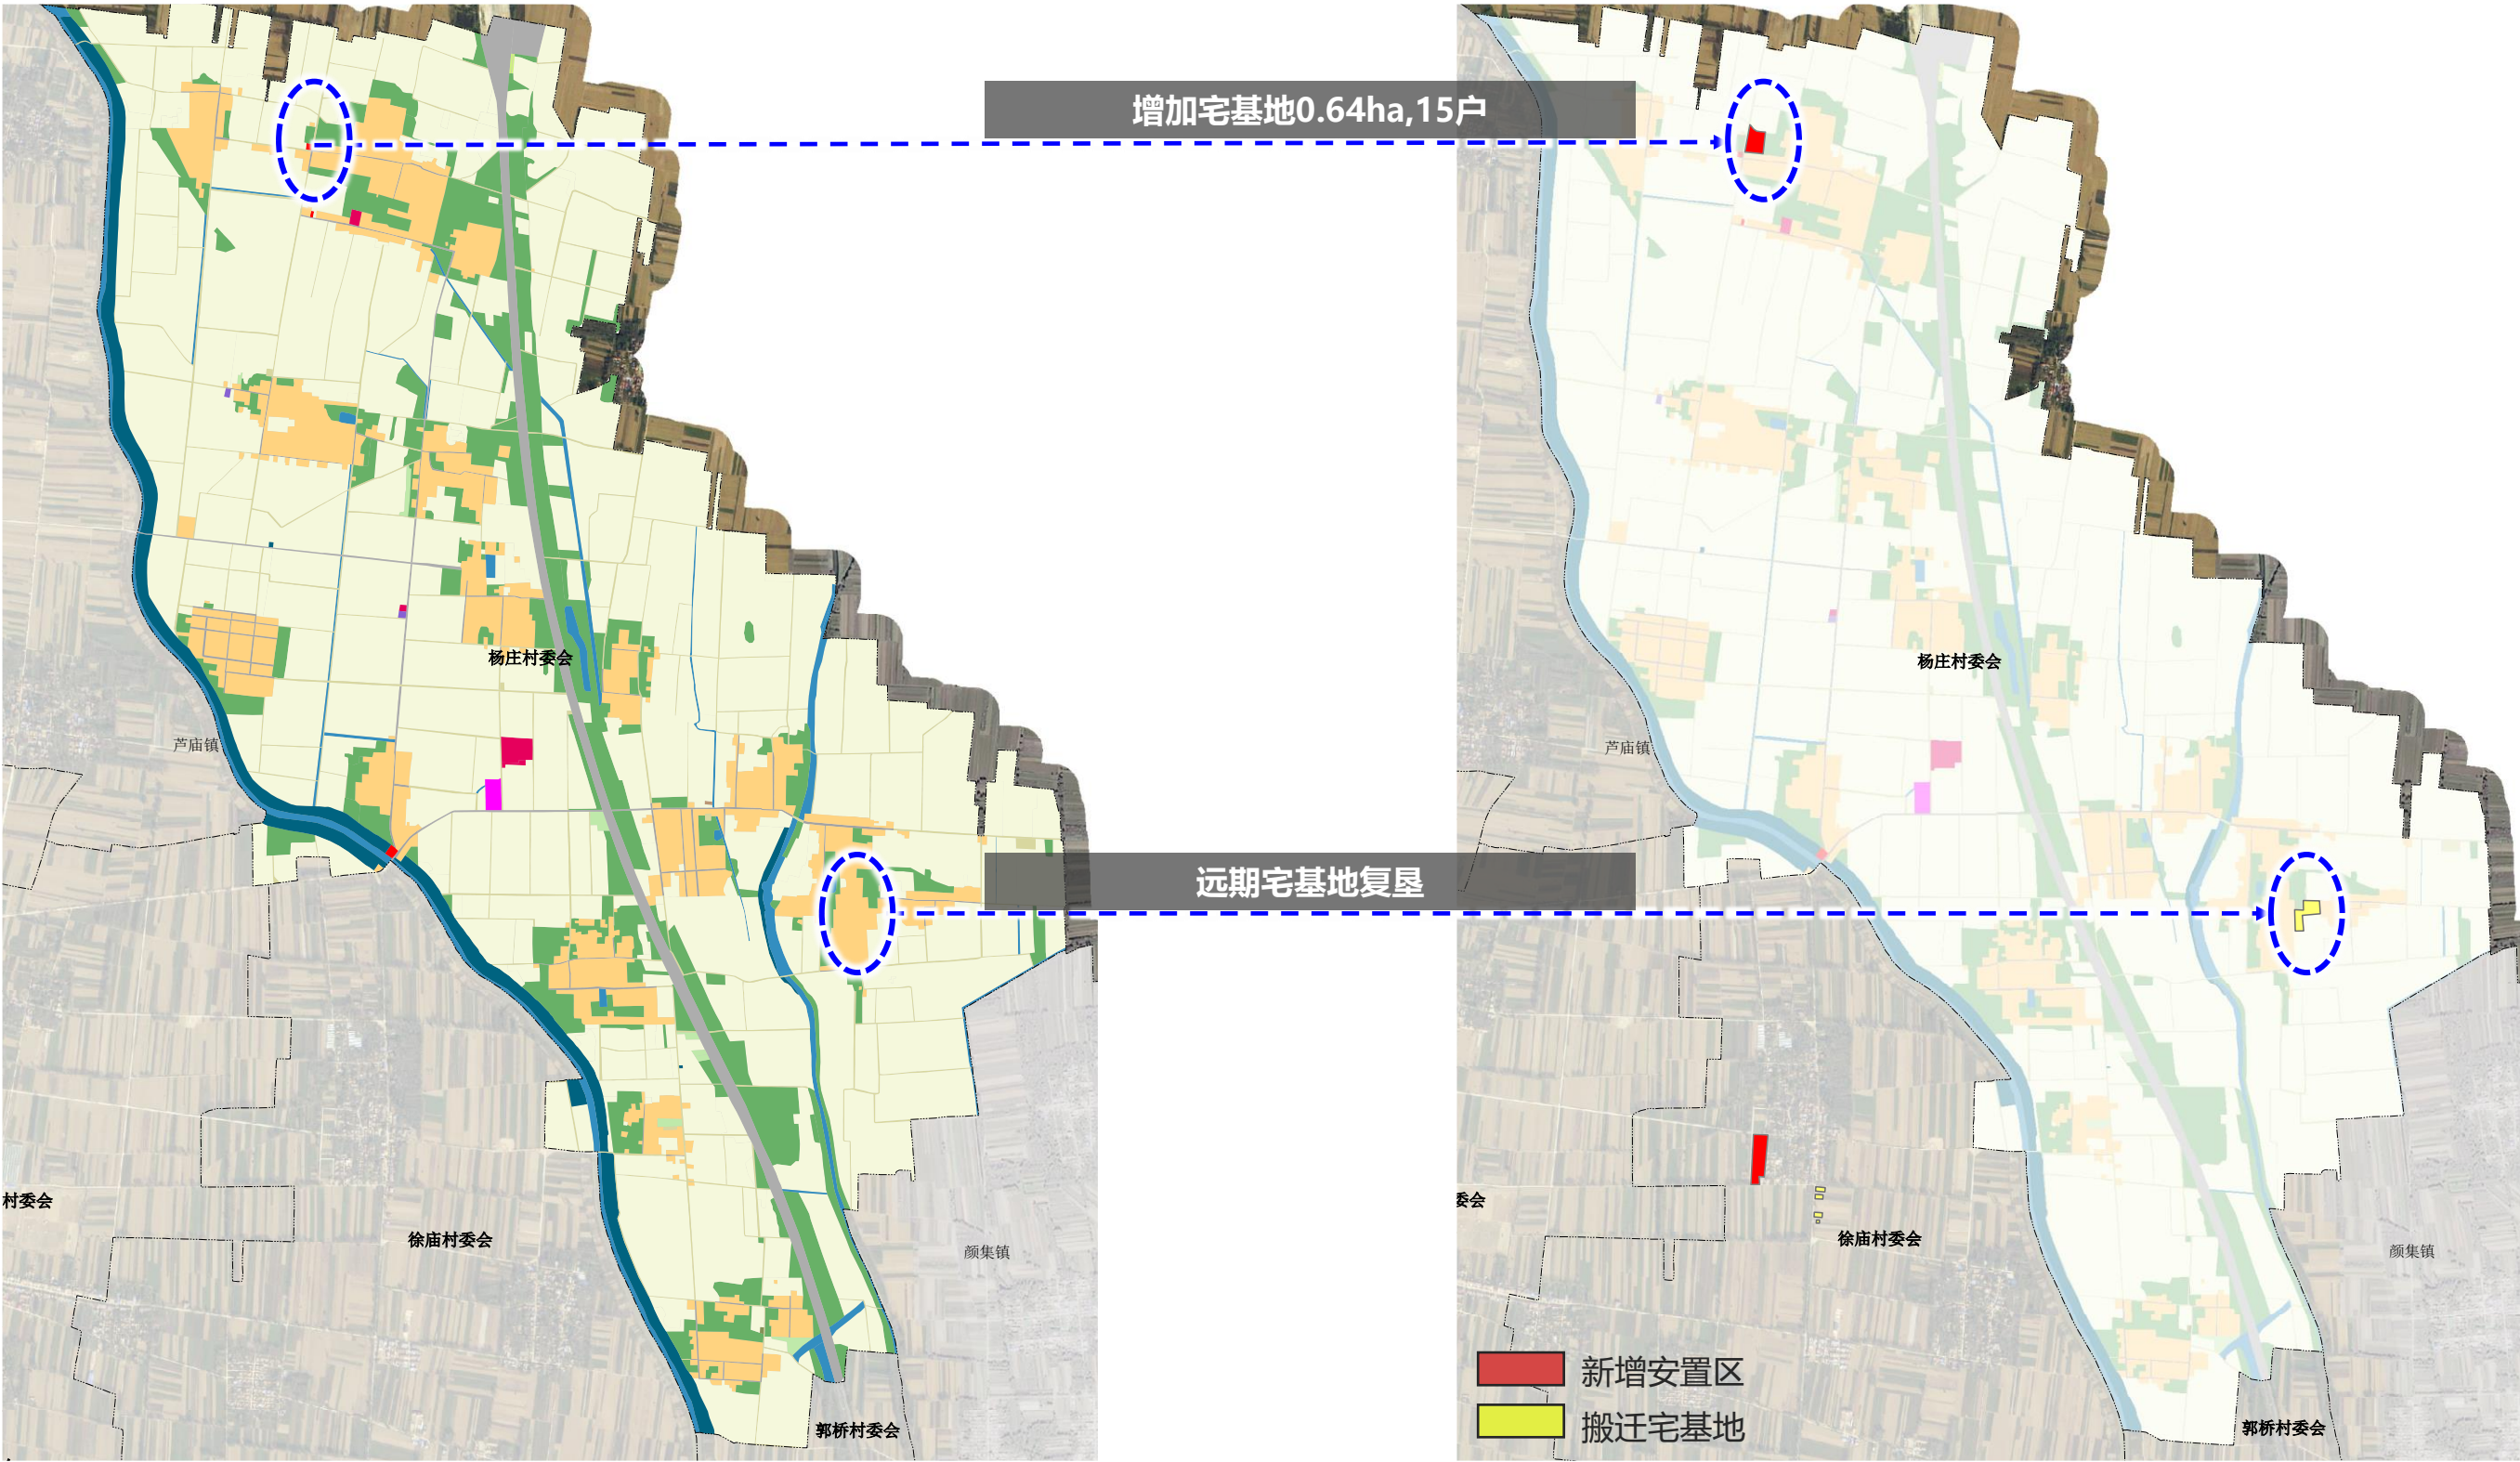 增加宅基地0.64ha,15户
杨庄村委会
杨庄村委会
芦庙镇
芦庙镇
远期宅基地复垦
村委会
委会
徐庙村委会
徐庙村委会
颜集镇
颜集镇
新增安置区
搬迁宅基地
郭桥村委会
郭桥村委会